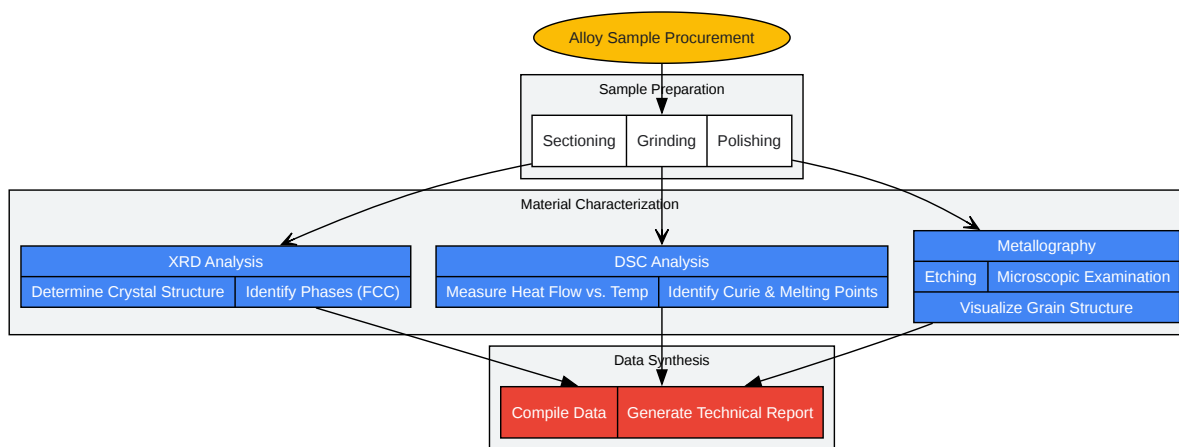 Alloy Sample Procurement
Sample Preparation
Sectioning
Grinding
Polishing
Material Characterization
XRD Analysis
Determine Crystal Structure
Identify Phases (FCC)
DSC Analysis
Measure Heat Flow vs. Temp
Identify Curie & Melting Points
Metallography
Etching
Microscopic Examination
Visualize Grain Structure
Data Synthesis
Compile Data
Generate Technical Report